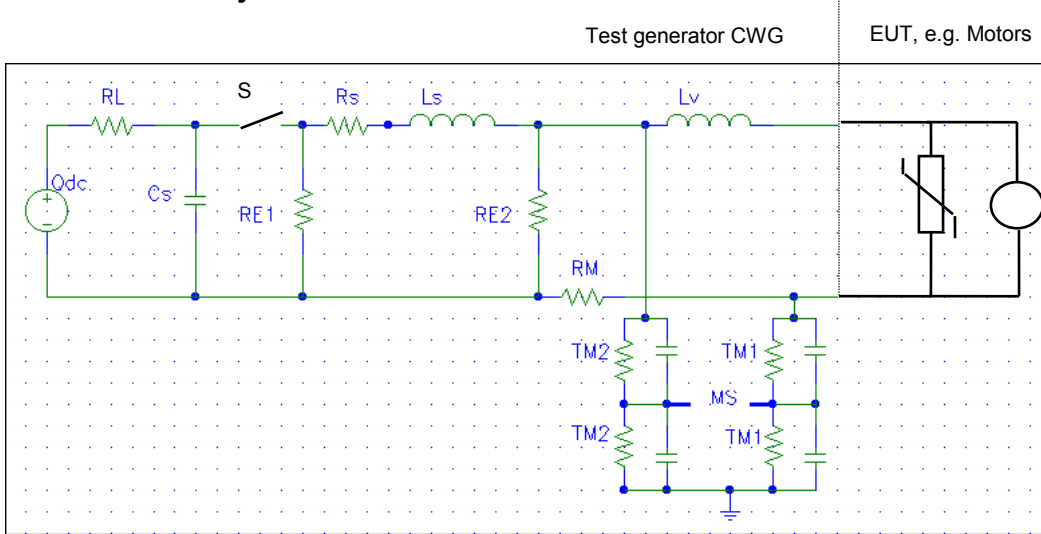 Test generator CWG EUT, e.g. Motors
RL S Rs Ls Lv
Qdc
Cs RE1 RE2
RM
TM2 TM1
MS
TM2 TM1